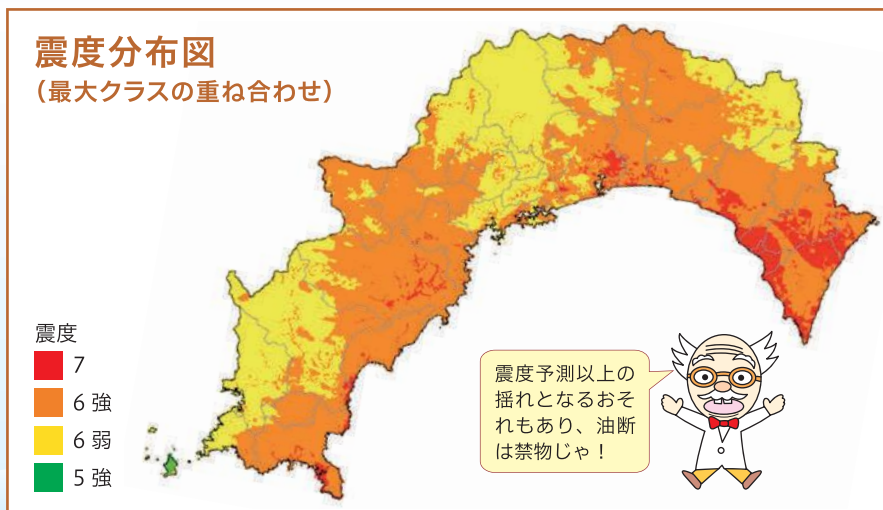 震度分布図
(最大クラスの重ね合わせ)
震度
7
6強
6弱
5強
震度予測以上の
揺れとなるおそ
れもあり、油断
は禁物じゃ！